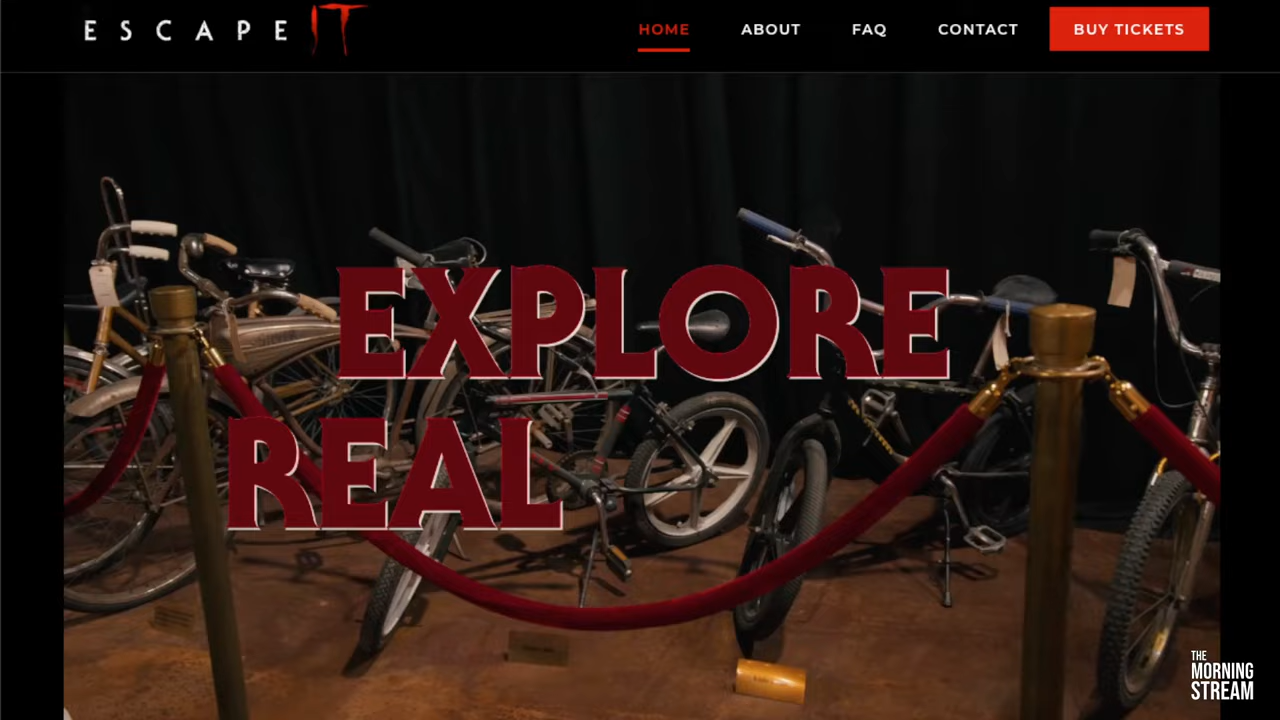 ESCAPE IT
HOME
ABOUT
FAQ
CONTACT
BUY TICKETS
EXPLORE
REAL
THE
MORNING
STREAM